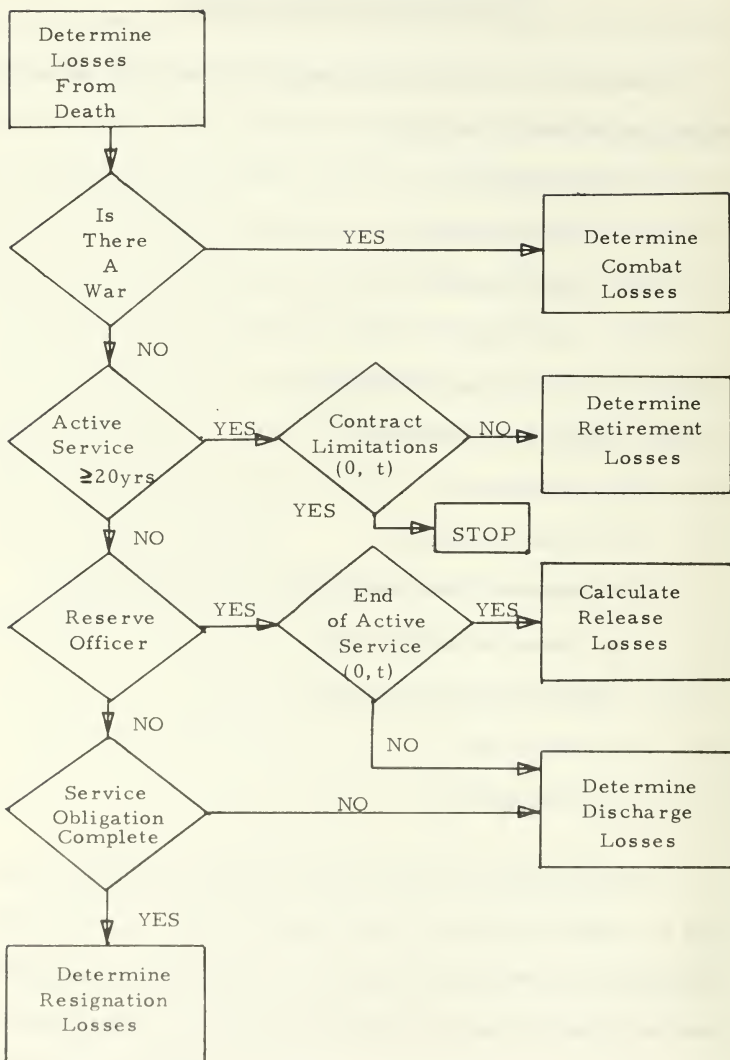 Determine
Losses
From
Death
Is
There
A
War
YES
Determine
Combat
Losses
NO
Active
Service
≥20yrs
YES
Contract
Limitations
(0, t)
NO
Determine
Retirement
Losses
YES
STOP
NO
Reserve
Officer
YES
End
of Active
Service
(0, t)
YES
Calculate
Release
Losses
NO
NO
Service
Obligation
Complete
NO
Determine
Discharge
Losses
YES
Determine
Resignation
Losses